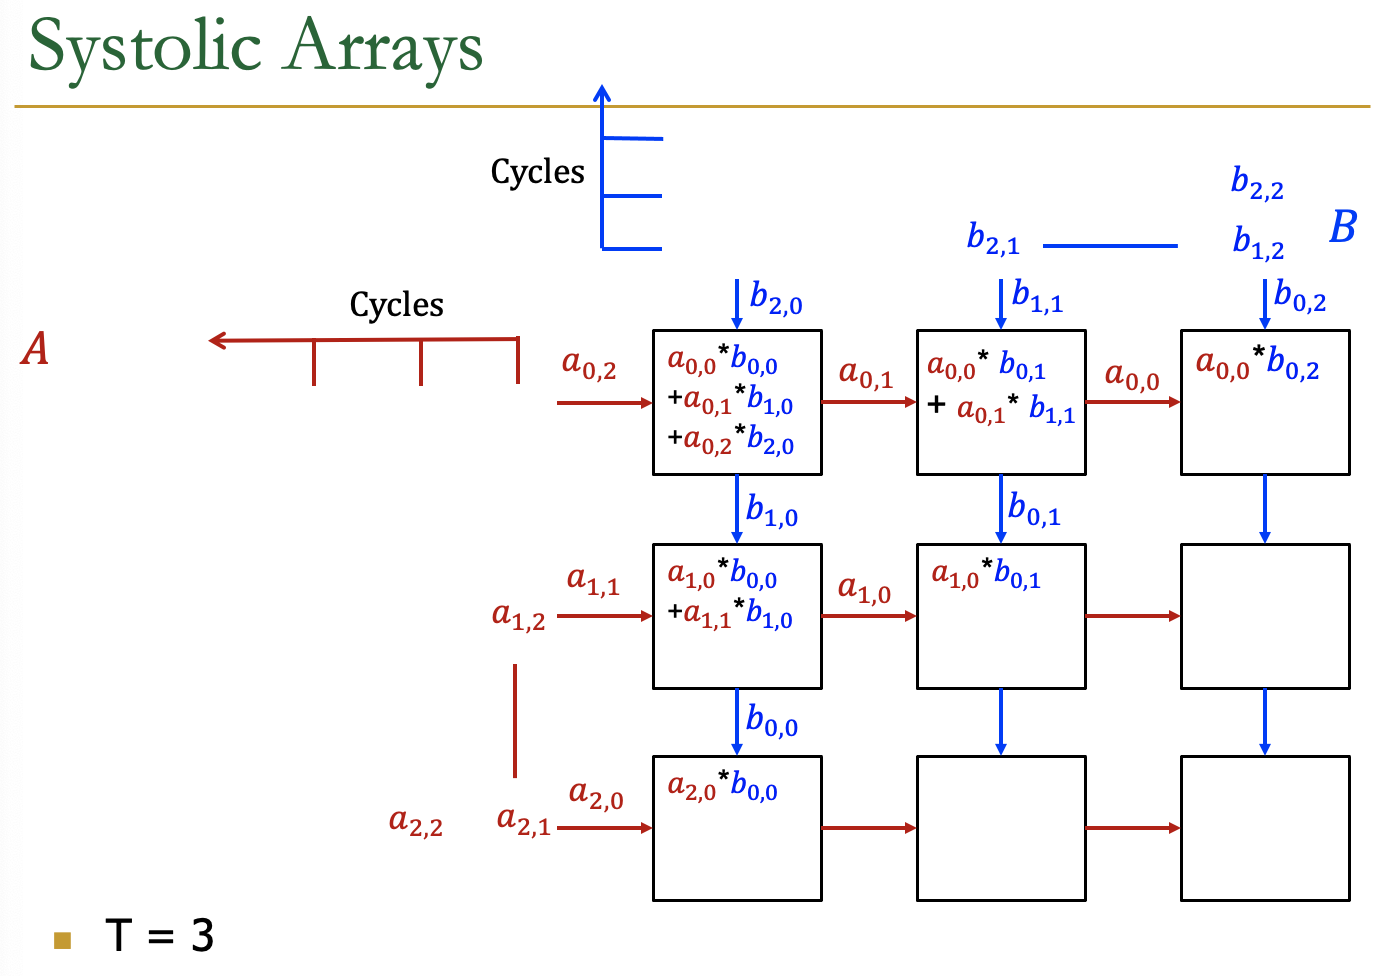 Systolic Arrays
Cycles
b2,2
b2,1
b1,2
B
Cycles
b2,0
b1,1
b0,2
A
a0,2
a0,0*b0,0
+a0,1*b1,0
+a0,2*b2,0
a0,1
a0,0* b0,1
+ a0,1* b1,1
a0,0
a0,0*b0,2
b1,0
b0,1
a1,2
a1,1
a1,0*b0,0
+a1,1*b1,0
a1,0
a1,0*b0,1
b0,0
a2,2
a2,1
a2,0
a2,0*b0,0
T = 3